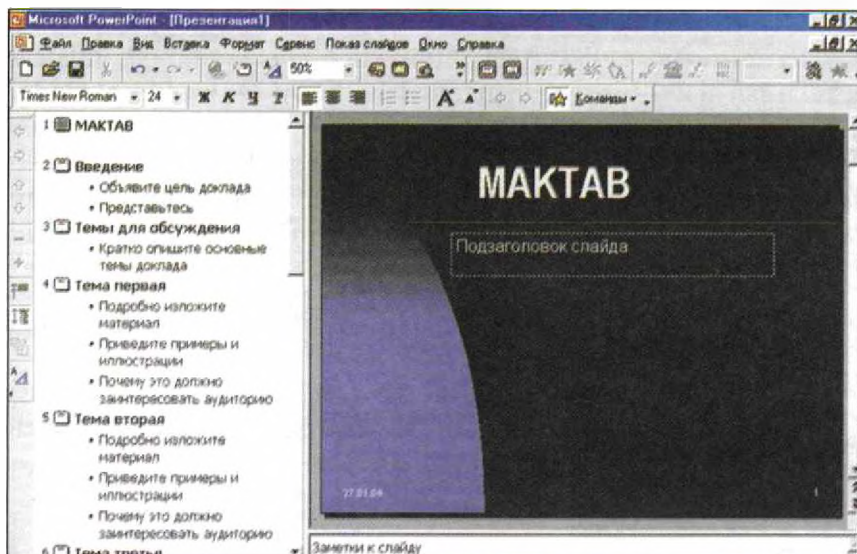 Microsoft PowerPoint - [Презентация1]
Файл Правка Вид Вставка Формат Сервис Показ слайдов Окно Справка
50%
Times New Roman 24 Ж К Ч Команды
1 МАКТАВ
2 Введение
• Объявите цель доклада
• Представьтесь
3 Темы для обсуждения
• Кратко опишите основные
темы доклада
4 Тема первая
• Подробно изложите
материал
• Приведите примеры и
иллюстрации
• Почему это должно
заинтересовать аудиторию
5 Тема вторая
• Подробно изложите
материал
• Приведите примеры и
иллюстрации
• Почему это должно
заинтересовать аудиторию
6 Тема третья
МАКТАВ
Подзаголовок слайда
27.01.04
1
Заметки к слайду